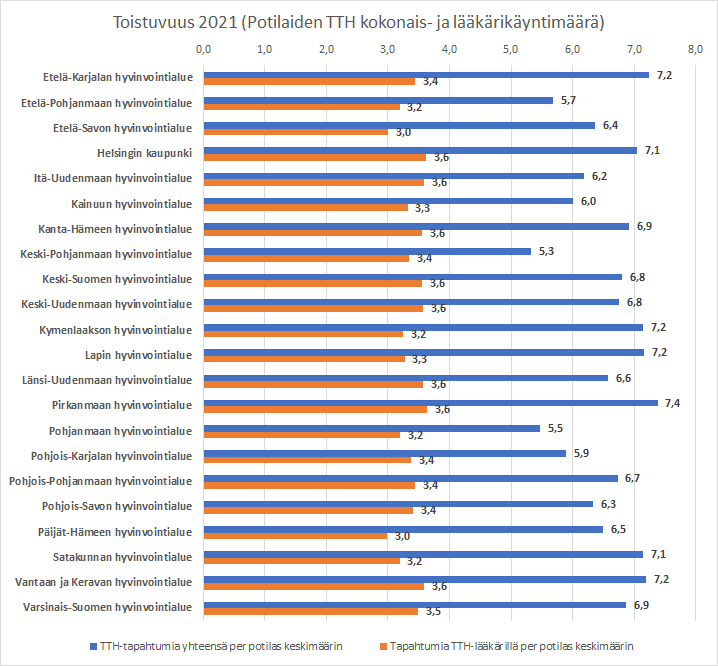 Toistuvuus 2021 (Potilaiden TTH kokonais- ja lääkärikäyntimäärä)
0,0 1,0 2,0 3,0 4,0 5,0 6,0 7,0 8,0
Etelä-Karjalan hyvinvointialue 7,2
3,4
Etelä-Pohjanmaan hyvinvointialue 5,7
3,2
Etelä-Savon hyvinvointialue 6,4
3,0
Helsingin kaupunki 7,1
3,6
Itä-Uudenmaan hyvinvointialue 6,2
3,6
Kainuun hyvinvointialue 6,0
3,3
Kanta-Hämeen hyvinvointialue 6,9
3,6
Keski-Pohjanmaan hyvinvointialue 5,3
3,4
Keski-Suomen hyvinvointialue 6,8
3,6
Keski-Uudenmaan hyvinvointialue 6,8
3,6
Kymenlaakson hyvinvointialue 7,2
3,2
Lapin hyvinvointialue 7,2
3,3
Länsi-Uudenmaan hyvinvointialue 6,6
3,6
Pirkanmaan hyvinvointialue 7,4
3,6
Pohjanmaan hyvinvointialue 5,5
3,2
Pohjois-Karjalan hyvinvointialue 5,9
3,4
Pohjois-Pohjanmaan hyvinvointialue 6,7
3,4
Pohjois-Savon hyvinvointialue 6,3
3,4
Päijät-Hämeen hyvinvointialue 6,5
3,0
Satakunnan hyvinvointialue 7,1
3,2
Vantaan ja Keravan hyvinvointialue 7,2
3,6
Varsinais-Suomen hyvinvointialue 6,9
3,5
TTH-tapahtumia yhteensä per potilas keskimäärin Tapahtumia TTH-lääkärillä per potilas keskimäärin